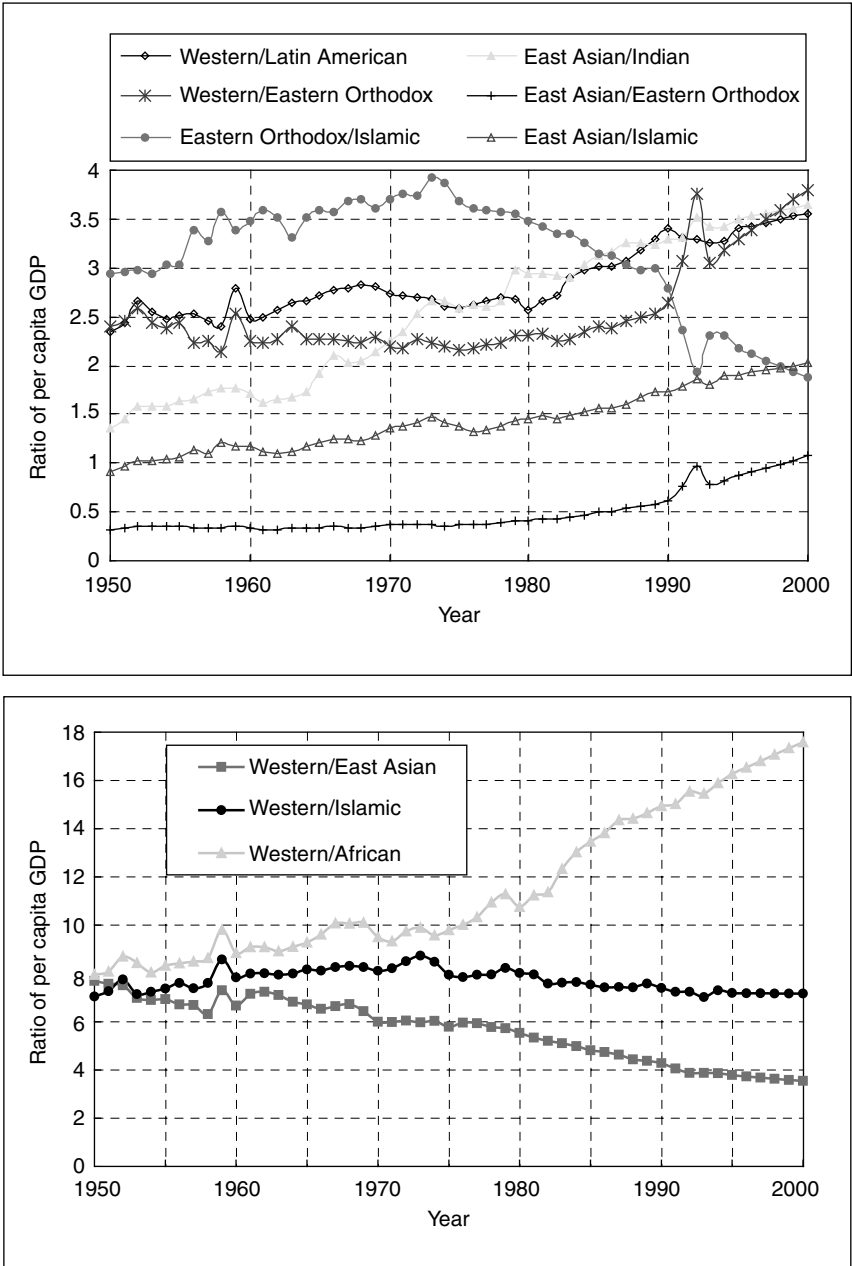 Western/Latin American East Asian/Indian
Western/Eastern Orthodox East Asian/Eastern Orthodox
Eastern Orthodox/Islamic East Asian/Islamic
4
3.5
3
2.5
2
1.5
1
0.5
0
Ratio of per capita GDP
1950 1960 1970 1980 1990 2000
Year
18
16
14
12
10
8
6
4
2
0
Ratio of per capita GDP
Western/East Asian
Western/Islamic
Western/African
1950 1960 1970 1980 1990 2000
Year